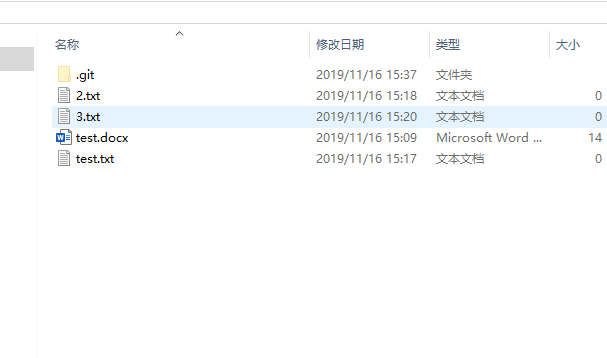 名称 修改日期 类型 大小
.git 2019/11/16 15:37 文件夹
2.txt 2019/11/16 15:18 文本文档 0
3.txt 2019/11/16 15:20 文本文档 0
test.docx 2019/11/16 15:09 Microsoft Word ... 14
test.txt 2019/11/16 15:17 文本文档 0